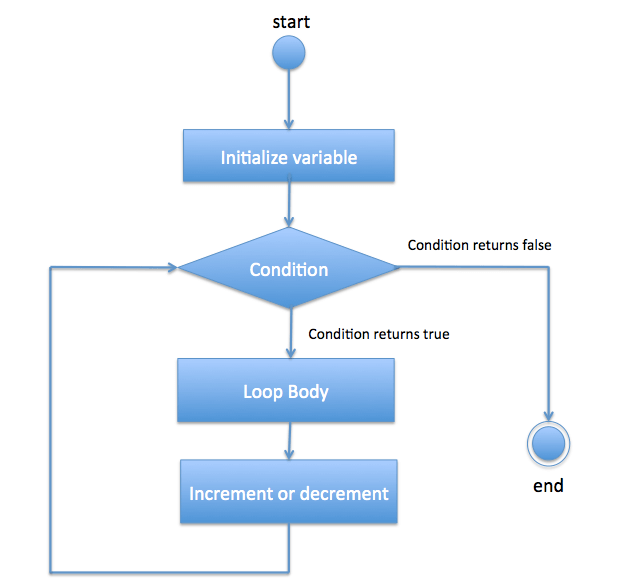 start
Initialize variable
Condition returns false
Condition
Condition returns true
Loop Body
Increment or decrement
end